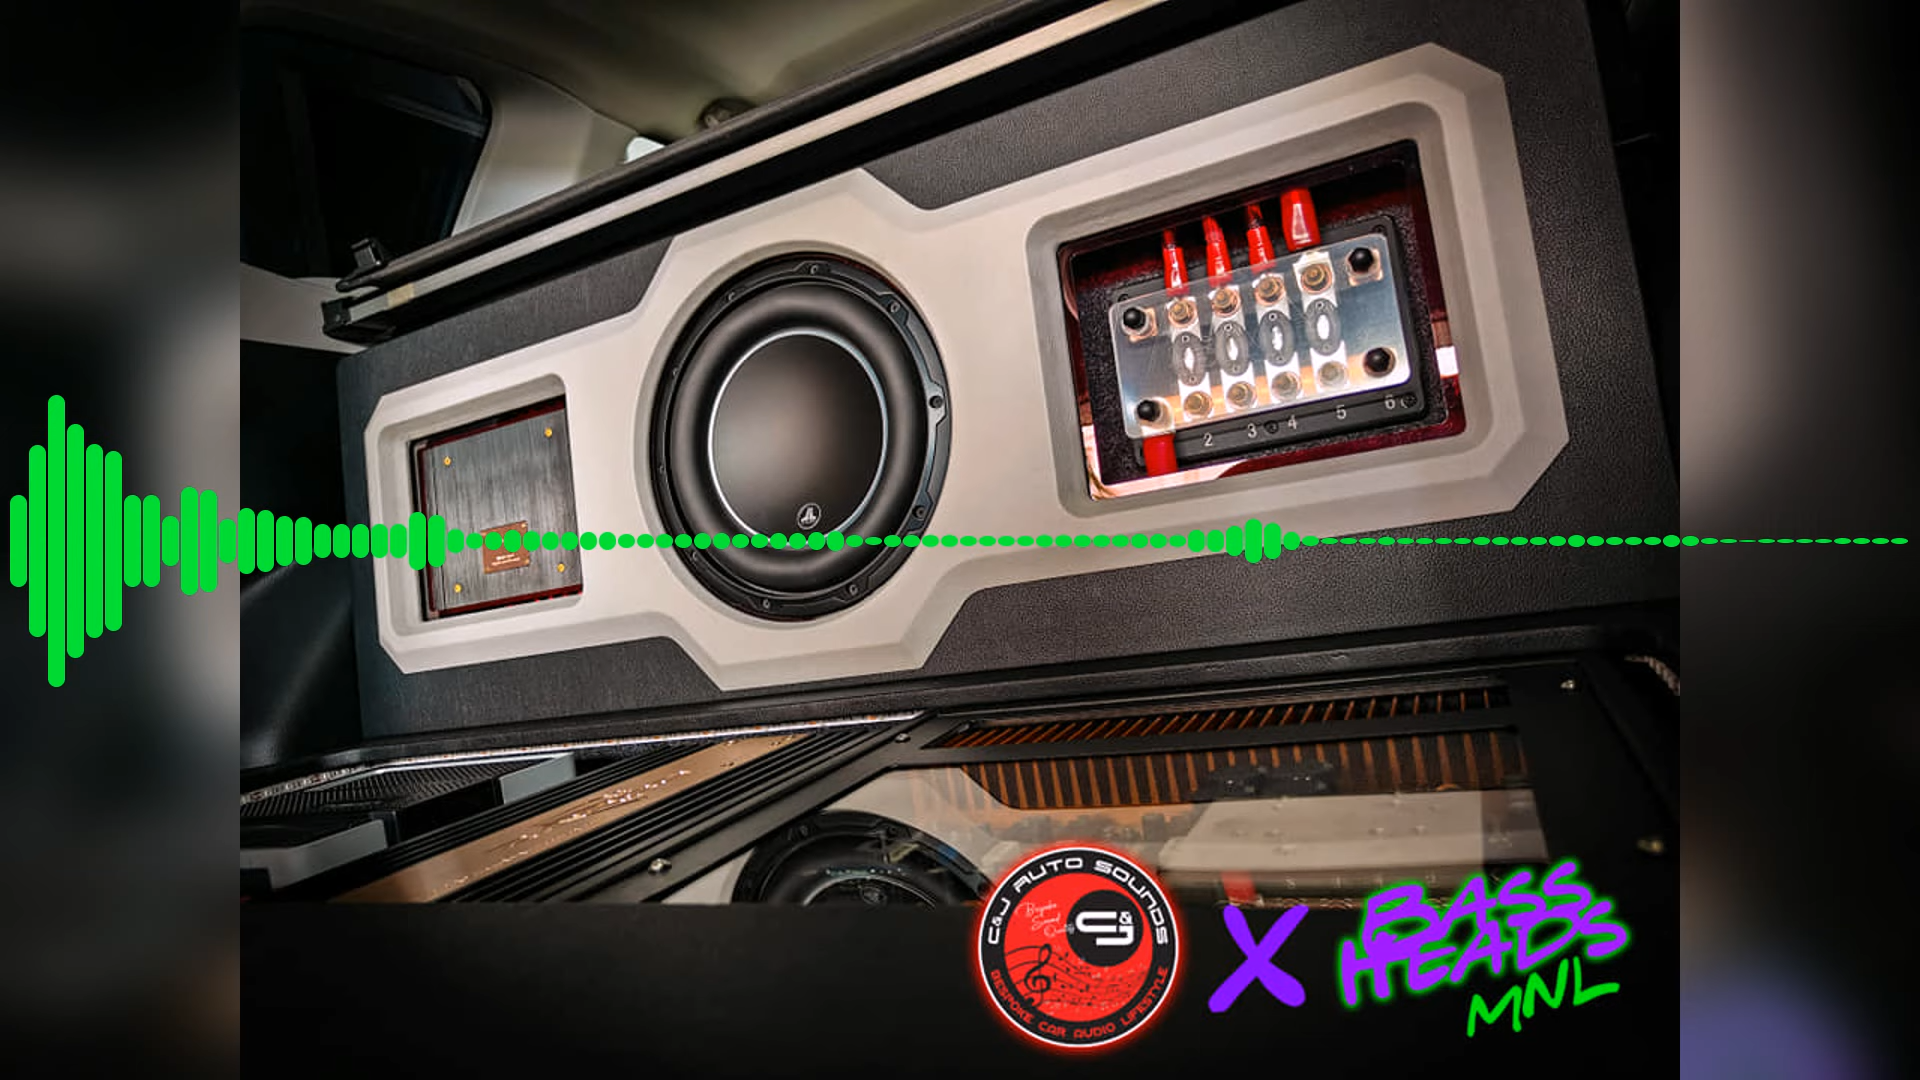 2 3 4 5 6
C&J AUTO SOUNDS
Bespoke
Sound
Quality
C&J
BESPOKE CAR AUDIO LIFESTYLE
X
BASS
HEADS
MNL